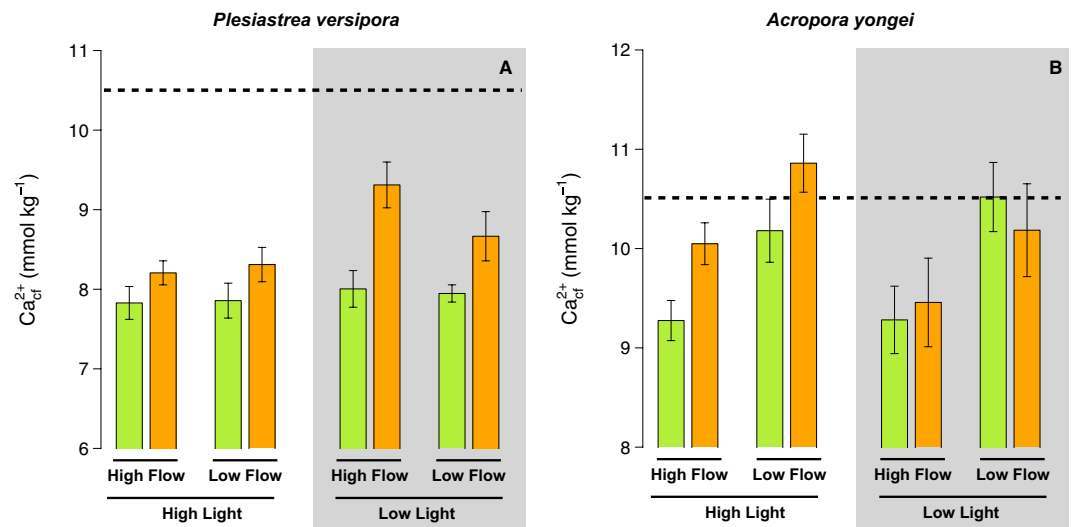 Plesiastrea versipora
A
Ca²⁺cf (mmol kg⁻¹)
11
10
9
8
7
6
High Flow Low Flow High Flow Low Flow
High Light Low Light
Acropora yongei
B
Ca²⁺cf (mmol kg⁻¹)
12
11
10
9
8
High Flow Low Flow High Flow Low Flow
High Light Low Light